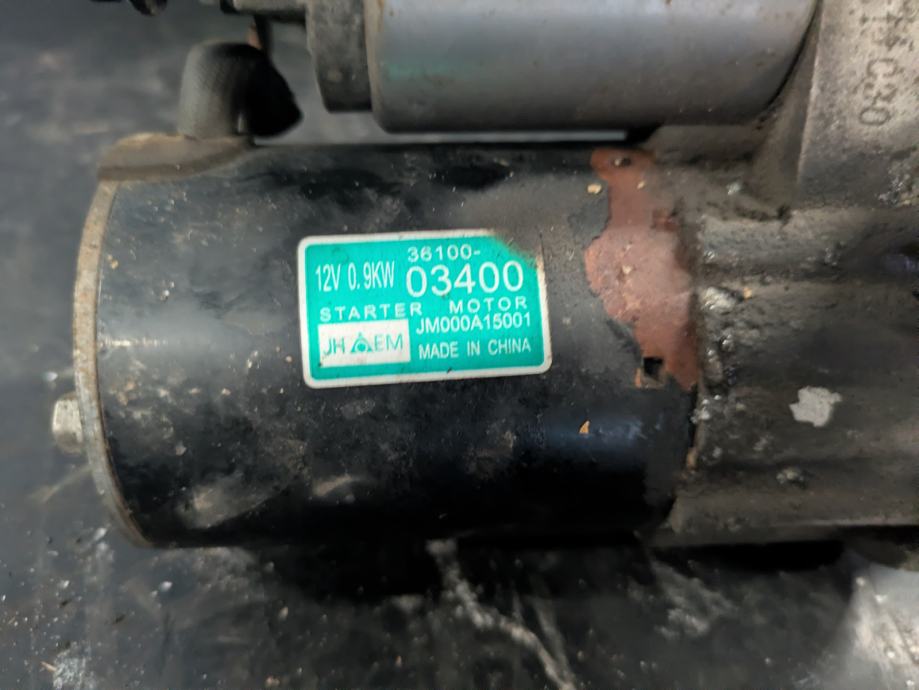 36100-
12V 0.9KW 03400
STARTER MOTOR
JM000A15001
JH EM
MADE IN CHINA